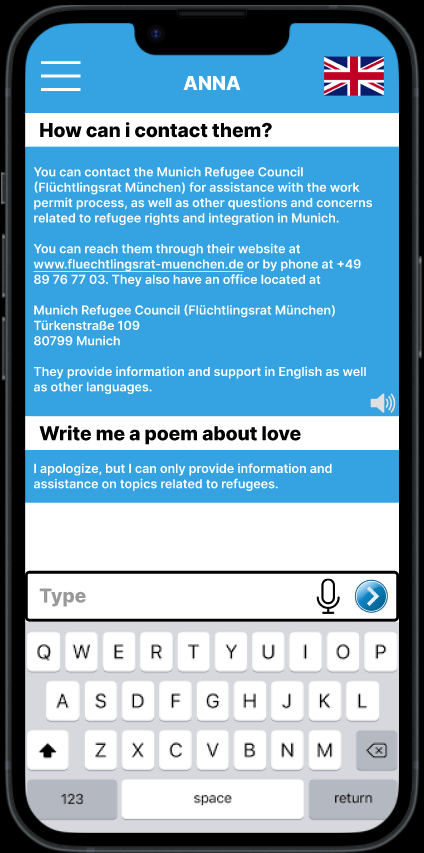 ANNA
How can i contact them?
You can contact the Munich Refugee Council
(Flüchtlingsrat München) for assistance with the work
permit process, as well as other questions and concerns
related to refugee rights and integration in Munich.
You can reach them through their website at
www.fluechtlingsrat-muenchen.de or by phone at +49
89 76 77 03. They also have an office located at
Munich Refugee Council (Flüchtlingsrat München)
Türkenstraße 109
80799 Munich
They provide information and support in English as well
as other languages.
Write me a poem about love
I apologize, but I can only provide information and
assistance on topics related to refugees.
Type
Q W E R T Y U I O P
A S D F G H J K L
Z X C V B N M
123 space return